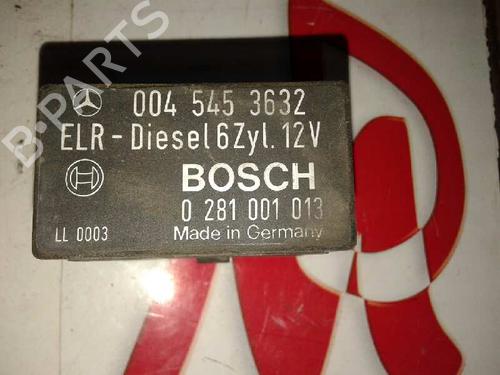 004 545 3632
ELR - Diesel 6Zyl. 12V
BOSCH
0 281 001 013
LL 0003
Made in Germany
B-PARTS